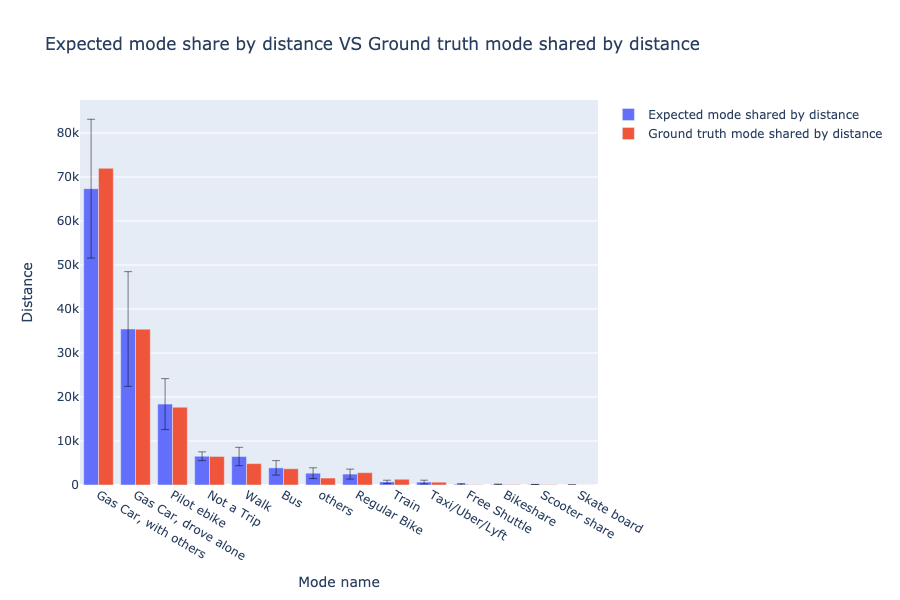 Expected mode share by distance VS Ground truth mode shared by distance
Expected mode shared by distance
Ground truth mode shared by distance
80k
70k
60k
50k
40k
30k
20k
10k
0
Distance
Gas Car, with others
Gas Car, drove alone
Pilot ebike
Not a Trip
Walk
Bus
others
Regular Bike
Train
Taxi/Uber/Lyft
Free Shuttle
Bikeshare
Scooter share
Skate board
Mode name